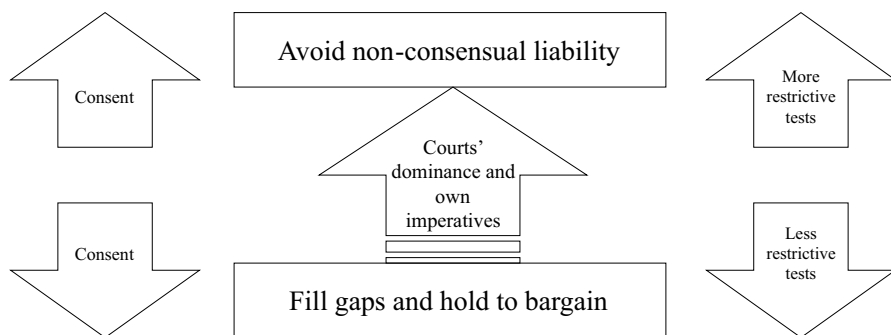 Avoid non-consensual liability
Consent
More
restrictive
tests
Courts’
dominance and
own
imperatives
Consent
Less
restrictive
tests
Fill gaps and hold to bargain